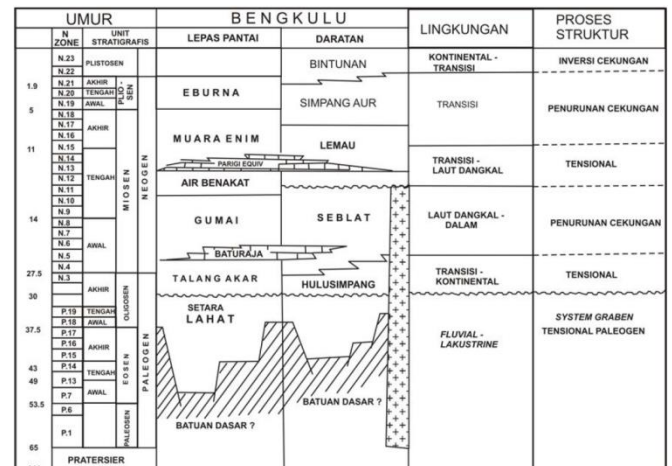 UMUR
BENGKULU
LINGKUNGAN
PROSES STRUKTUR
N ZONE
UNIT STRATIGRAFIS
LEPAS PANTAI
DARATAN
N.23
N.22
PLISTOSEN
BINTUNAN
KONTINENTAL - TRANSISI
INVERSI CEKUNGAN
1.9
N.21
AKHIR
N.20
TENGAH
N.19
AWAL
PLIO - SEN
EBURNA
SIMPANG AUR
TRANSISI
PENURUNAN CEKUNGAN
5
N.18
N.17
N.16
N.15
AKHIR
MUARA ENIM
LEMAU
11
N.14
N.13
N.12
N.11
N.10
N.9
TENGAH
MIOSEN
NEOGEN
PARIGI EQUIV
AIR BENAKAT
TRANSISI - LAUT DANGKAL
TENSIONAL
14
N.8
N.7
N.6
N.5
N.4
AWAL
GUMAI
SEBLAT
BATURAJA
LAUT DANGKAL - DALAM
PENURUNAN CEKUNGAN
27.5
N.3
AKHIR
TALANG AKAR
HULUSIMPANG
TRANSISI - KONTINENTAL
TENSIONAL
30
P.19
TENGAH
P.18
AWAL
OLIGOSEN
SETARA
LAHAT
FLUVIAL - LAKUSTRINE
SYSTEM GRABEN
TENSIONAL PALEOGEN
37.5
P.17
P.16
P.15
AKHIR
43
P.14
TENGAH
49
P.13
P.7
AWAL
EOSEN
PALEOGEN
53.5
P.6
P.1
PALEOSEN
BATUAN DASAR ?
BATUAN DASAR ?
65
PRATERSIER